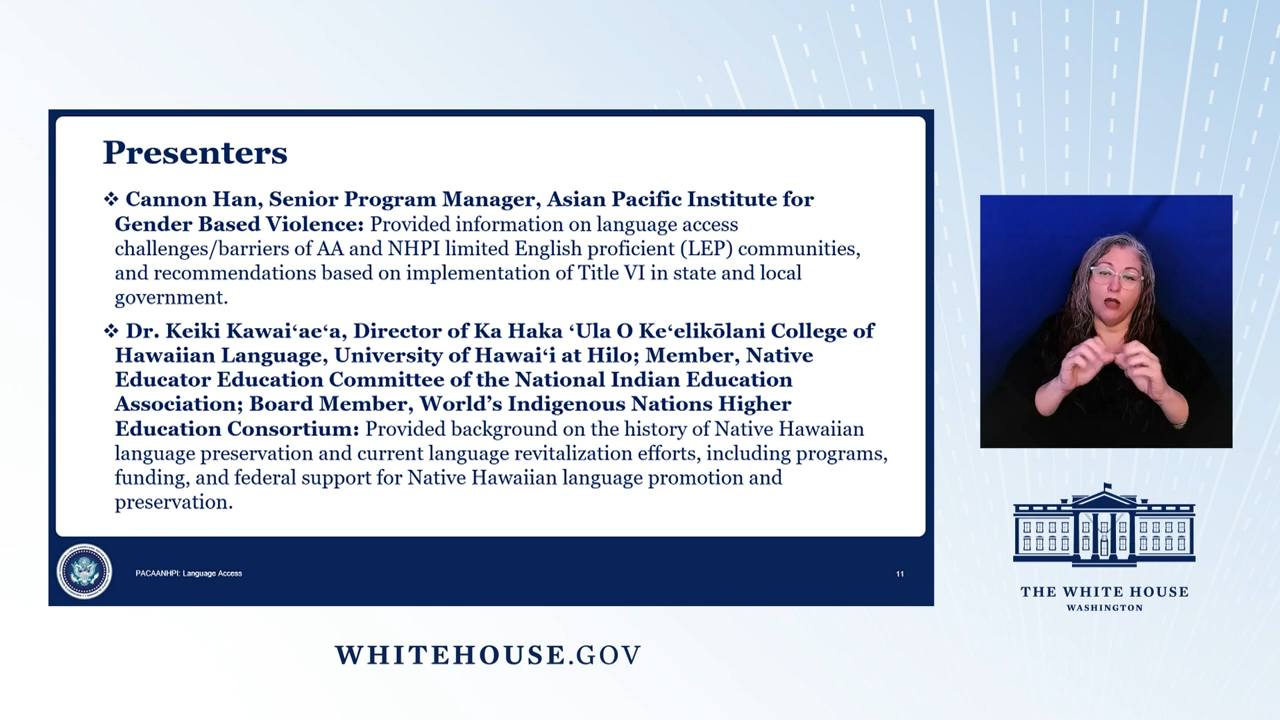 Presenters
❖ Cannon Han, Senior Program Manager, Asian Pacific Institute for
Gender Based Violence: Provided information on language access
challenges/barriers of AA and NHPI limited English proficient (LEP) communities,
and recommendations based on implementation of Title VI in state and local
government.
❖ Dr. Keiki Kawaiʻaeʻa, Director of Ka Haka ʻUla O Keʻelikōlani College of
Hawaiian Language, University of Hawaiʻi at Hilo; Member, Native
Educator Education Committee of the National Indian Education
Association; Board Member, World’s Indigenous Nations Higher
Education Consortium: Provided background on the history of Native Hawaiian
language preservation and current language revitalization efforts, including programs,
funding, and federal support for Native Hawaiian language promotion and
preservation.
PACAANHPI: Language Access
11
THE WHITE HOUSE
WASHINGTON
WHITEHOUSE.GOV